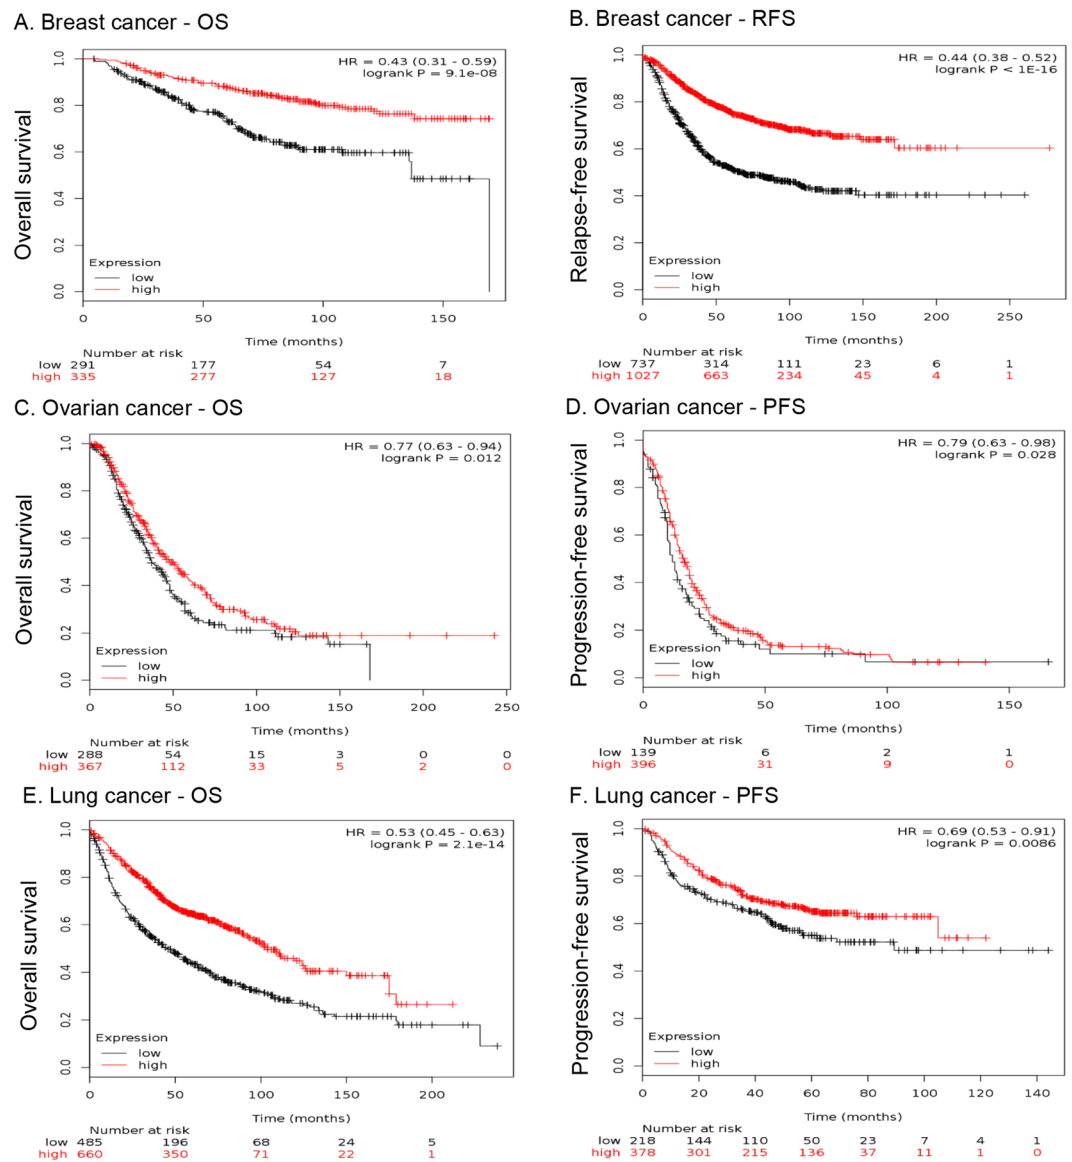 A. Breast cancer - OS
HR = 0.43 (0.31 - 0.59)
logrank P = 9.1e-08
Overall survival
1.0
0.8
0.6
0.4
0.2
0.0
Expression
low
high
0 50 100 150
Time (months)
Number at risk
low 291 177 54 7
high 335 277 127 18
B. Breast cancer - RFS
HR = 0.44 (0.38 - 0.52)
logrank P < 1E-16
Relapse-free survival
1.0
0.8
0.6
0.4
0.2
0.0
Expression
low
high
0 50 100 150 200 250
Time (months)
Number at risk
low 737 314 111 23 6 1
high 1027 663 234 45 4 1
C. Ovarian cancer - OS
HR = 0.77 (0.63 - 0.94)
logrank P = 0.012
Overall survival
1.0
0.8
0.6
0.4
0.2
0.0
Expression
low
high
0 50 100 150 200 250
Time (months)
Number at risk
low 288 54 15 3 0 0
high 367 112 33 5 2 0
D. Ovarian cancer - PFS
HR = 0.79 (0.63 - 0.98)
logrank P = 0.028
Progression-free survival
1.0
0.8
0.6
0.4
0.2
0.0
Expression
low
high
0 50 100 150
Time (months)
Number at risk
low 139 6 2 1
high 396 31 9 0
E. Lung cancer - OS
HR = 0.53 (0.45 - 0.63)
logrank P = 2.1e-14
Overall survival
1.0
0.8
0.6
0.4
0.2
0.0
Expression
low
high
0 50 100 150 200
Time (months)
Number at risk
low 485 196 68 24 5
high 660 350 71 22 1
F. Lung cancer - PFS
HR = 0.69 (0.53 - 0.91)
logrank P = 0.0086
Progression-free survival
1.0
0.8
0.6
0.4
0.2
0.0
Expression
low
high
0 20 40 60 80 100 120 140
Time (months)
Number at risk
low 218 144 110 50 23 7 4 1
high 378 301 215 136 37 11 1 0